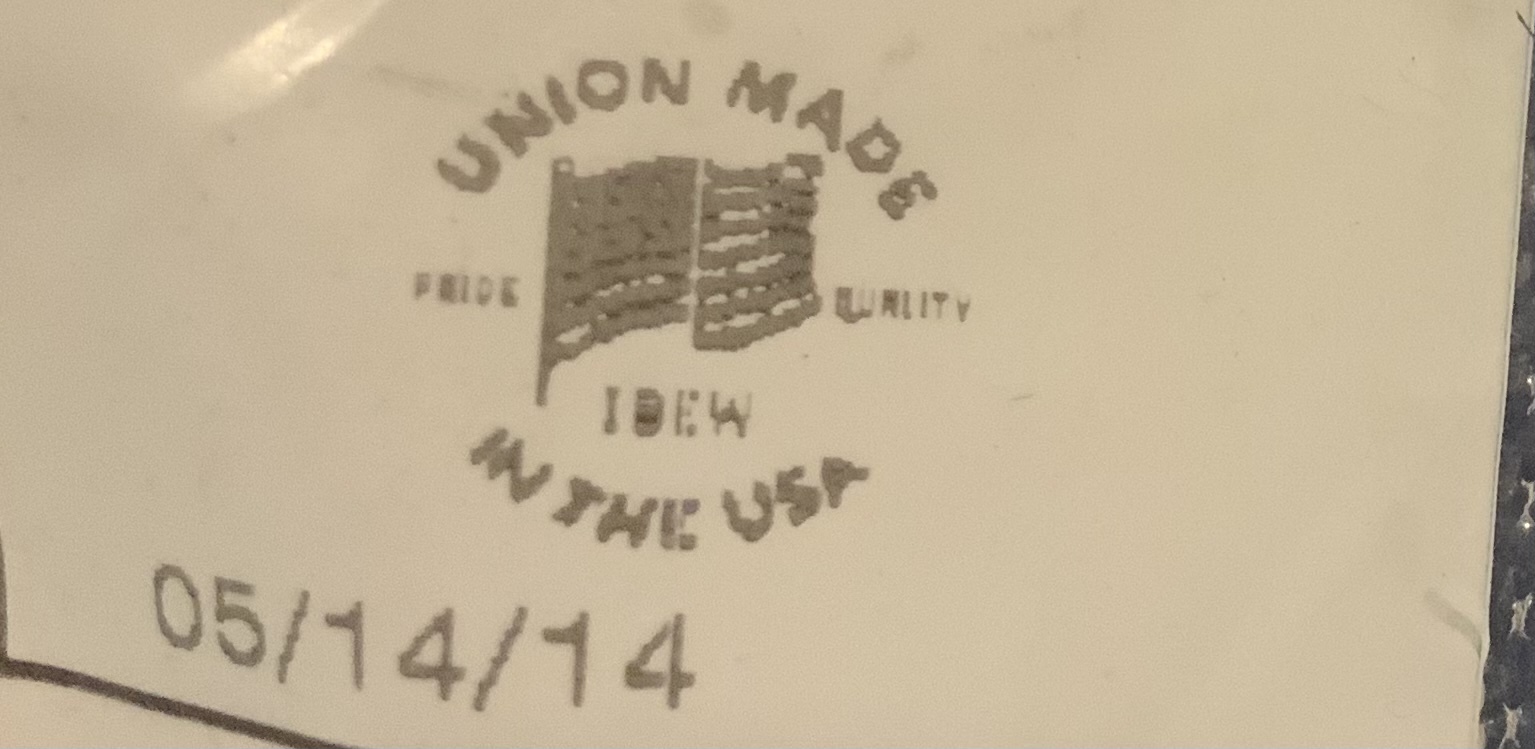 UNION MADE
PRIDE QUALITY
IBEW
IN THE USA
05/14/14